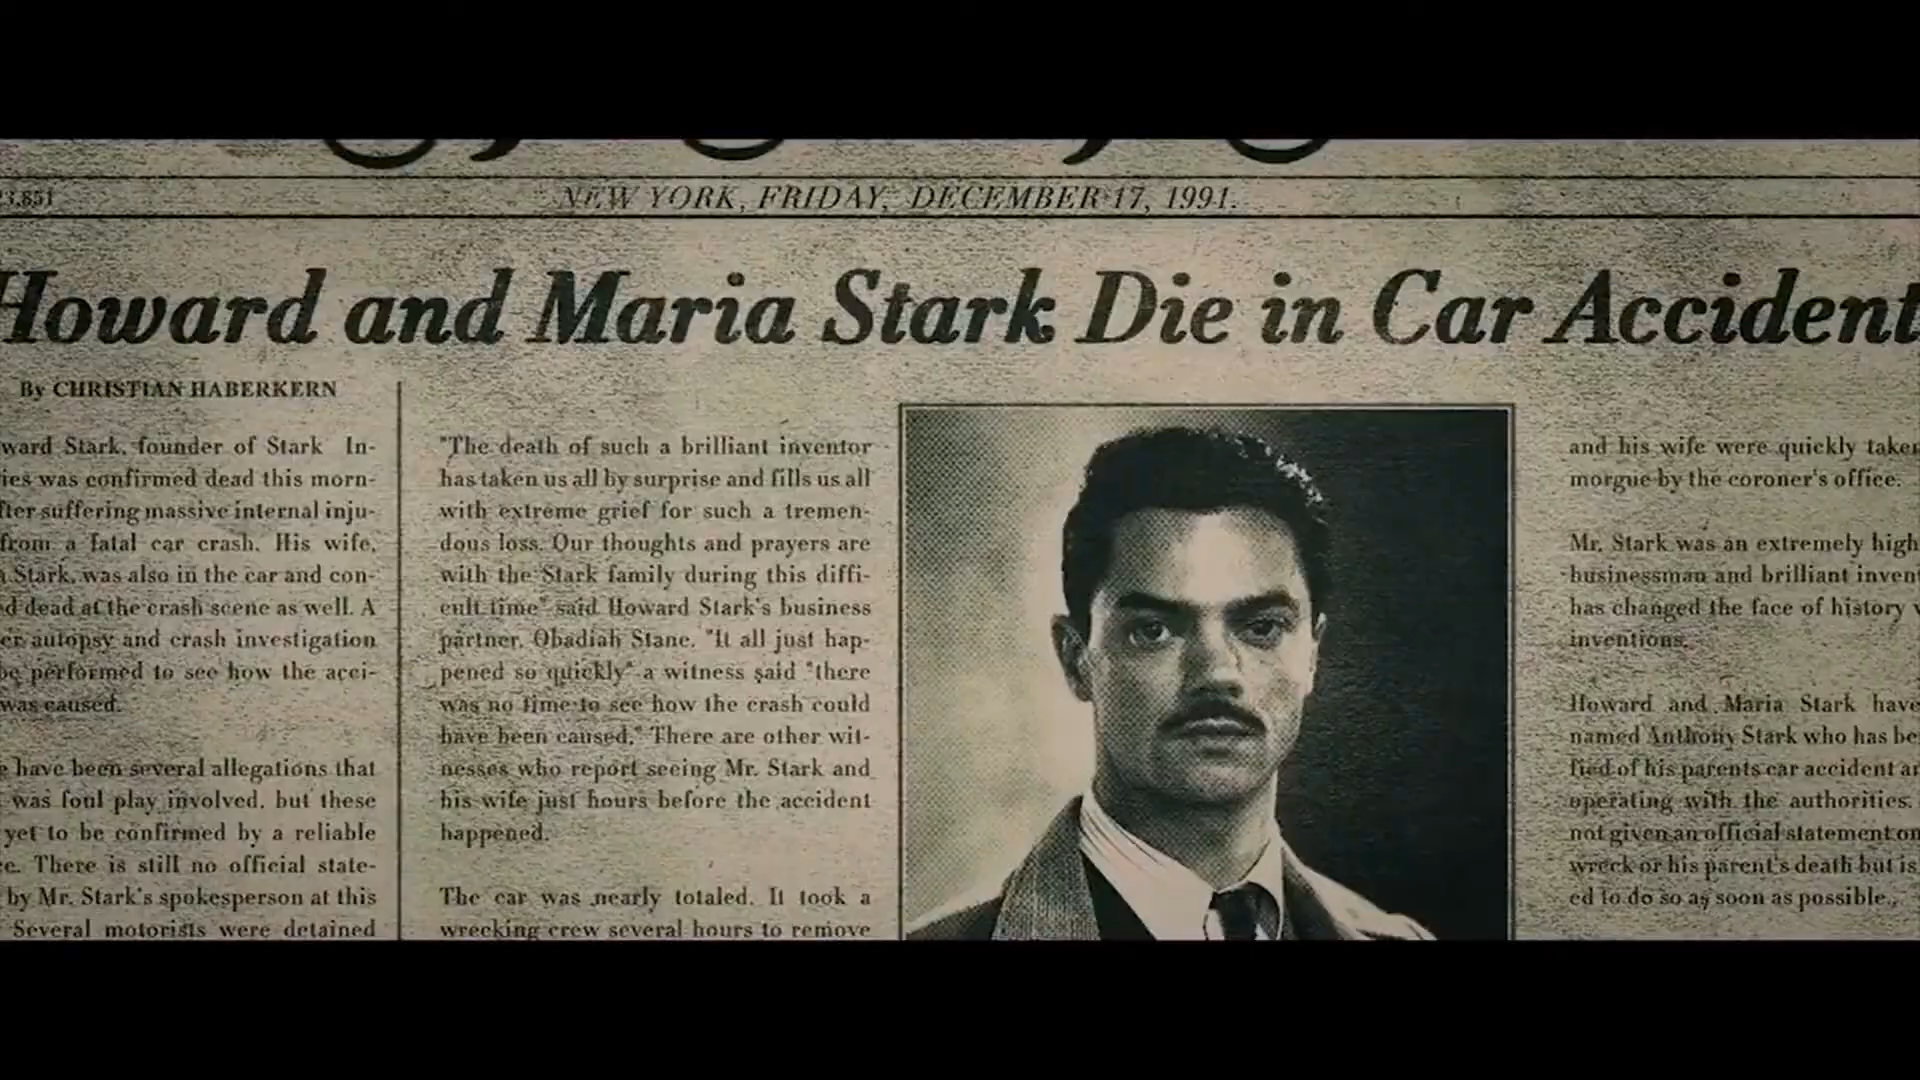 23,851
NEW YORK, FRIDAY, DECEMBER 17, 1991.
Howard and Maria Stark Die in Car Accident
By CHRISTIAN HABERKERN
ward Stark, founder of Stark In-
ies was confirmed dead this morn-
fter suffering massive internal inju-
from a fatal car crash. His wife,
a Stark, was also in the car and con-
d dead at the crash scene as well. A
er autopsy and crash investigation
be performed to see how the acci-
was caused.
e have been several allegations that
was foul play involved, but these
yet to be confirmed by a reliable
e. There is still no official state-
by Mr. Stark's spokesperson at this
Several motorists were detained
"The death of such a brilliant inventor
has taken us all by surprise and fills us all
with extreme grief for such a tremen-
dous loss. Our thoughts and prayers are
with the Stark family during this diffi-
cult time" said Howard Stark's business
partner, Obadiah Stane. "It all just hap-
pened so quickly" a witness said "there
was no time to see how the crash could
have been caused." There are other wit-
nesses who report seeing Mr. Stark and
his wife just hours before the accident
happened.
The car was nearly totaled. It took a
wrecking crew several hours to remove
and his wife were quickly taken
morgue by the coroner's office.
Mr. Stark was an extremely high
businessman and brilliant invent
has changed the face of history
inventions.
Howard and Maria Stark have
named Anthony Stark who has be
fied of his parents car accident an
operating with the authorities.
not given an official statement on
wreck or his parent's death but is
ed to do so as soon as possible.